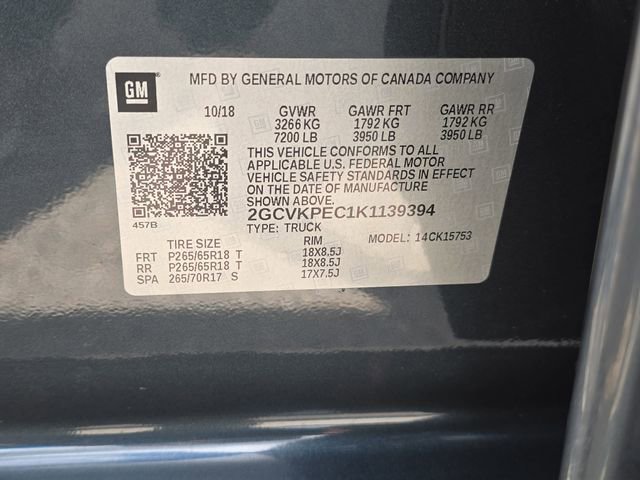 GM
MFD BY GENERAL MOTORS OF CANADA COMPANY
10/18 GVWR GAWR FRT GAWR RR
3266 KG 1792 KG 1792 KG
7200 LB 3950 LB 3950 LB
THIS VEHICLE CONFORMS TO ALL
APPLICABLE U.S. FEDERAL MOTOR
VEHICLE SAFETY STANDARDS IN EFFECT
ON THE DATE OF MANUFACTURE
SHOWN ABOVE.
457B
2GCVKPEC1K1139394
TYPE: TRUCK MODEL: 14CK15753
TIRE SIZE RIM
FRT P265/65R18 T 18X8.5J
RR P265/65R18 T 18X8.5J
SPA 265/70R17 S 17X7.5J